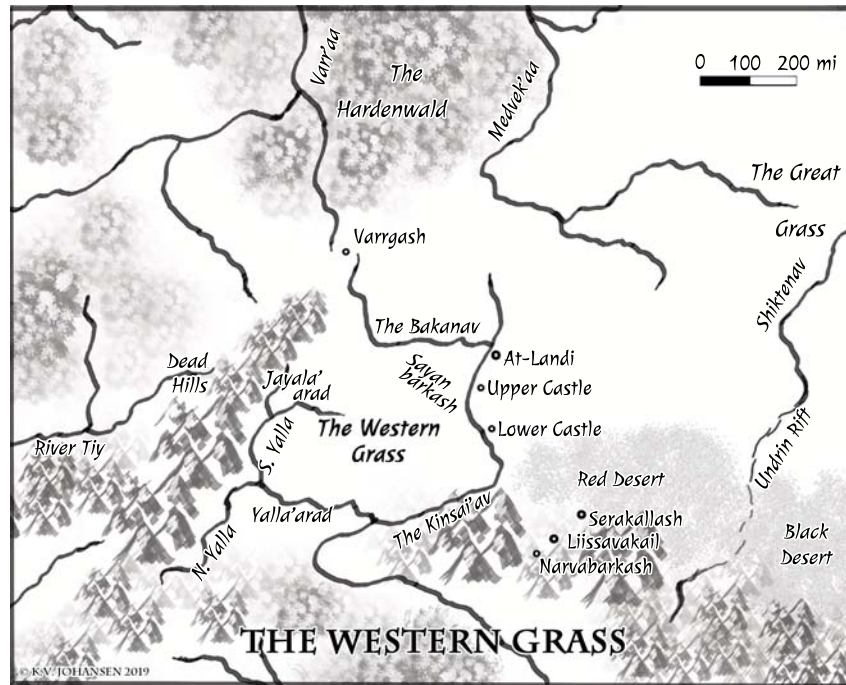 Varr'aa
The
Hardenwald
Medvek'aa
0 100 200 mi
The Great
Grass
Varrgash
Shiktenav
The Bakanav
Sayan
barkash
At-Landi
Dead
Hills
Jayala'
arad
Upper Castle
The Western
Grass
Lower Castle
River Tiy
S. Yalla
Undrin Rift
Red Desert
Yalla'arad
The Kinsai'av
Serakallash
Liissavakail
Narvabarkash
Black
Desert
N. Yalla
THE WESTERN GRASS
© K.V. JOHANSEN 2019